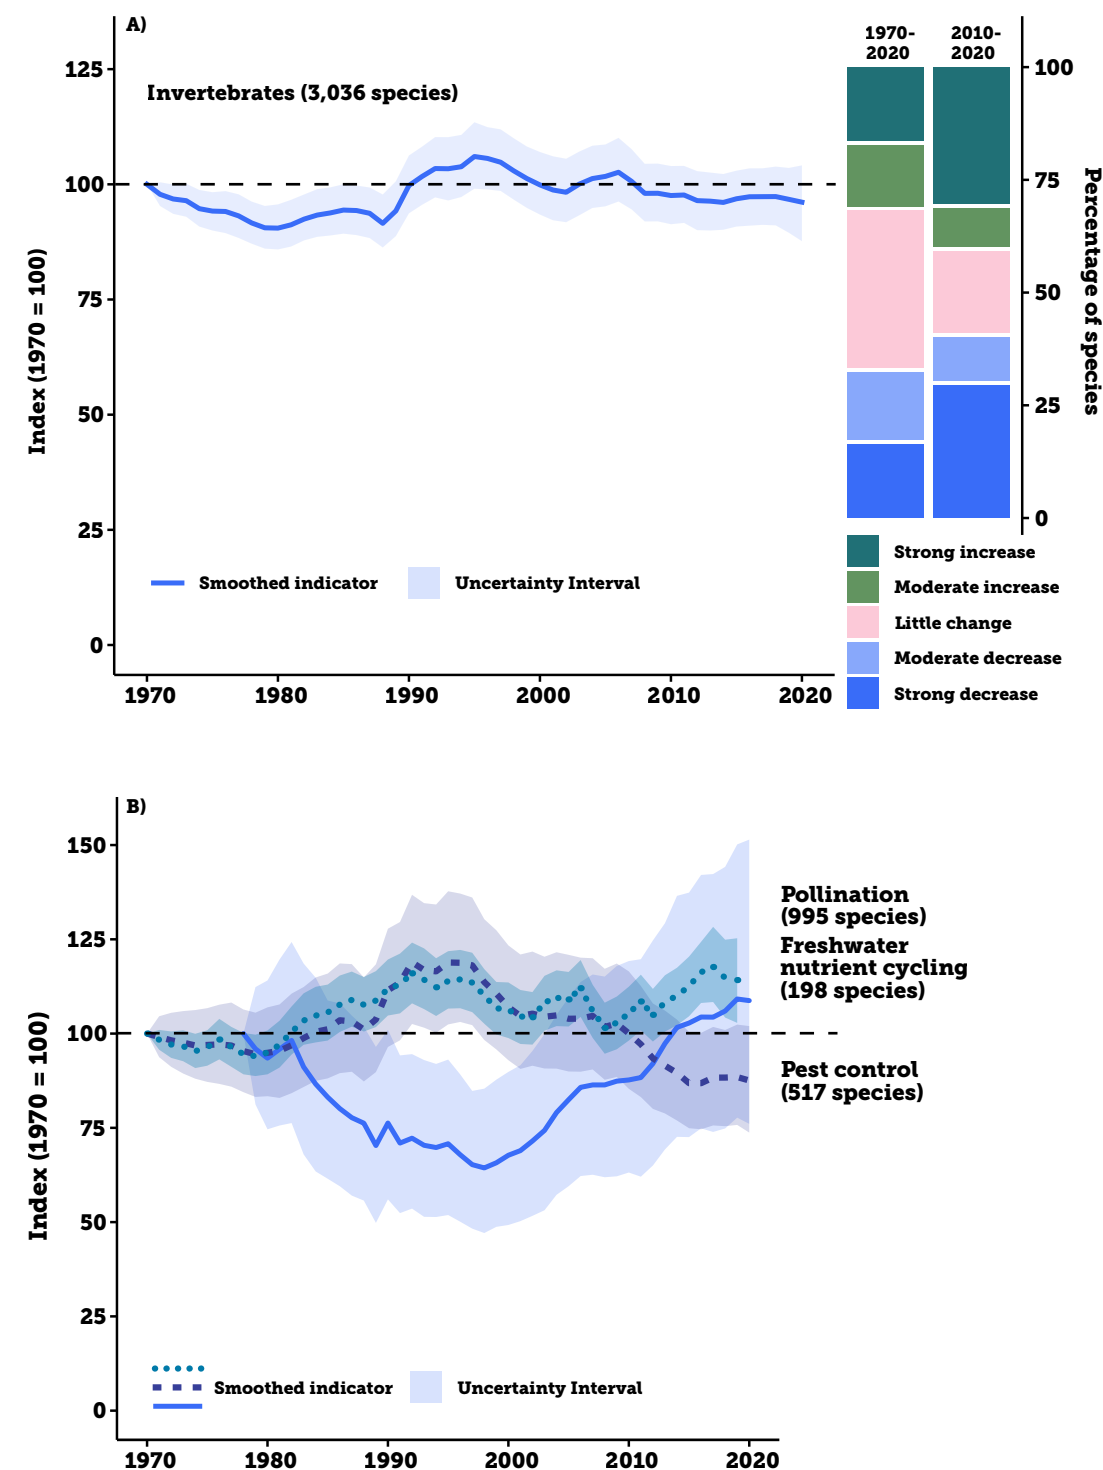 A)
Invertebrates (3,036 species)
Index (1970 = 100)
125
100
75
50
25
0
Smoothed indicator
Uncertainty Interval
1970
1980
1990
2000
2010
2020
1970-
2020
2010-
2020
100
75
50
25
0
Percentage of species
Strong increase
Moderate increase
Little change
Moderate decrease
Strong decrease
B)
Index (1970 = 100)
150
125
100
75
50
25
0
Pollination
(995 species)
Freshwater
nutrient cycling
(198 species)
Pest control
(517 species)
Smoothed indicator
Uncertainty Interval
1970
1980
1990
2000
2010
2020